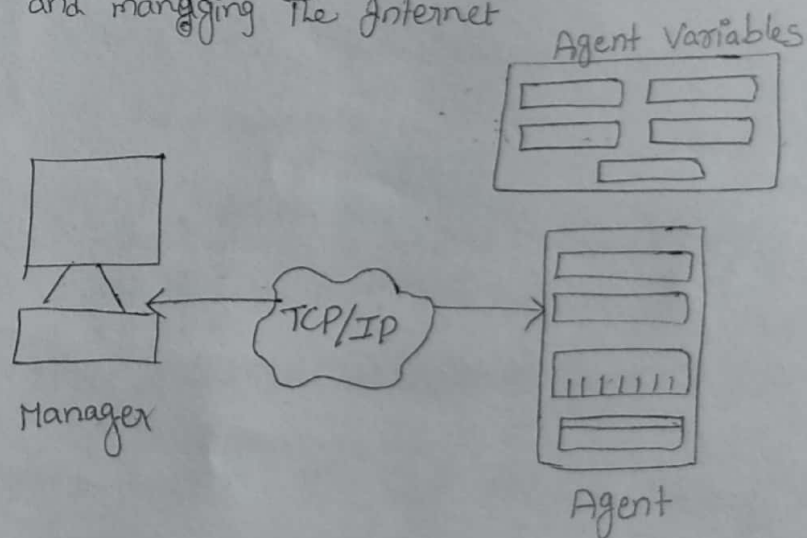 and managing The Internet
Agent Variables
TCP/IP
Manager
Agent